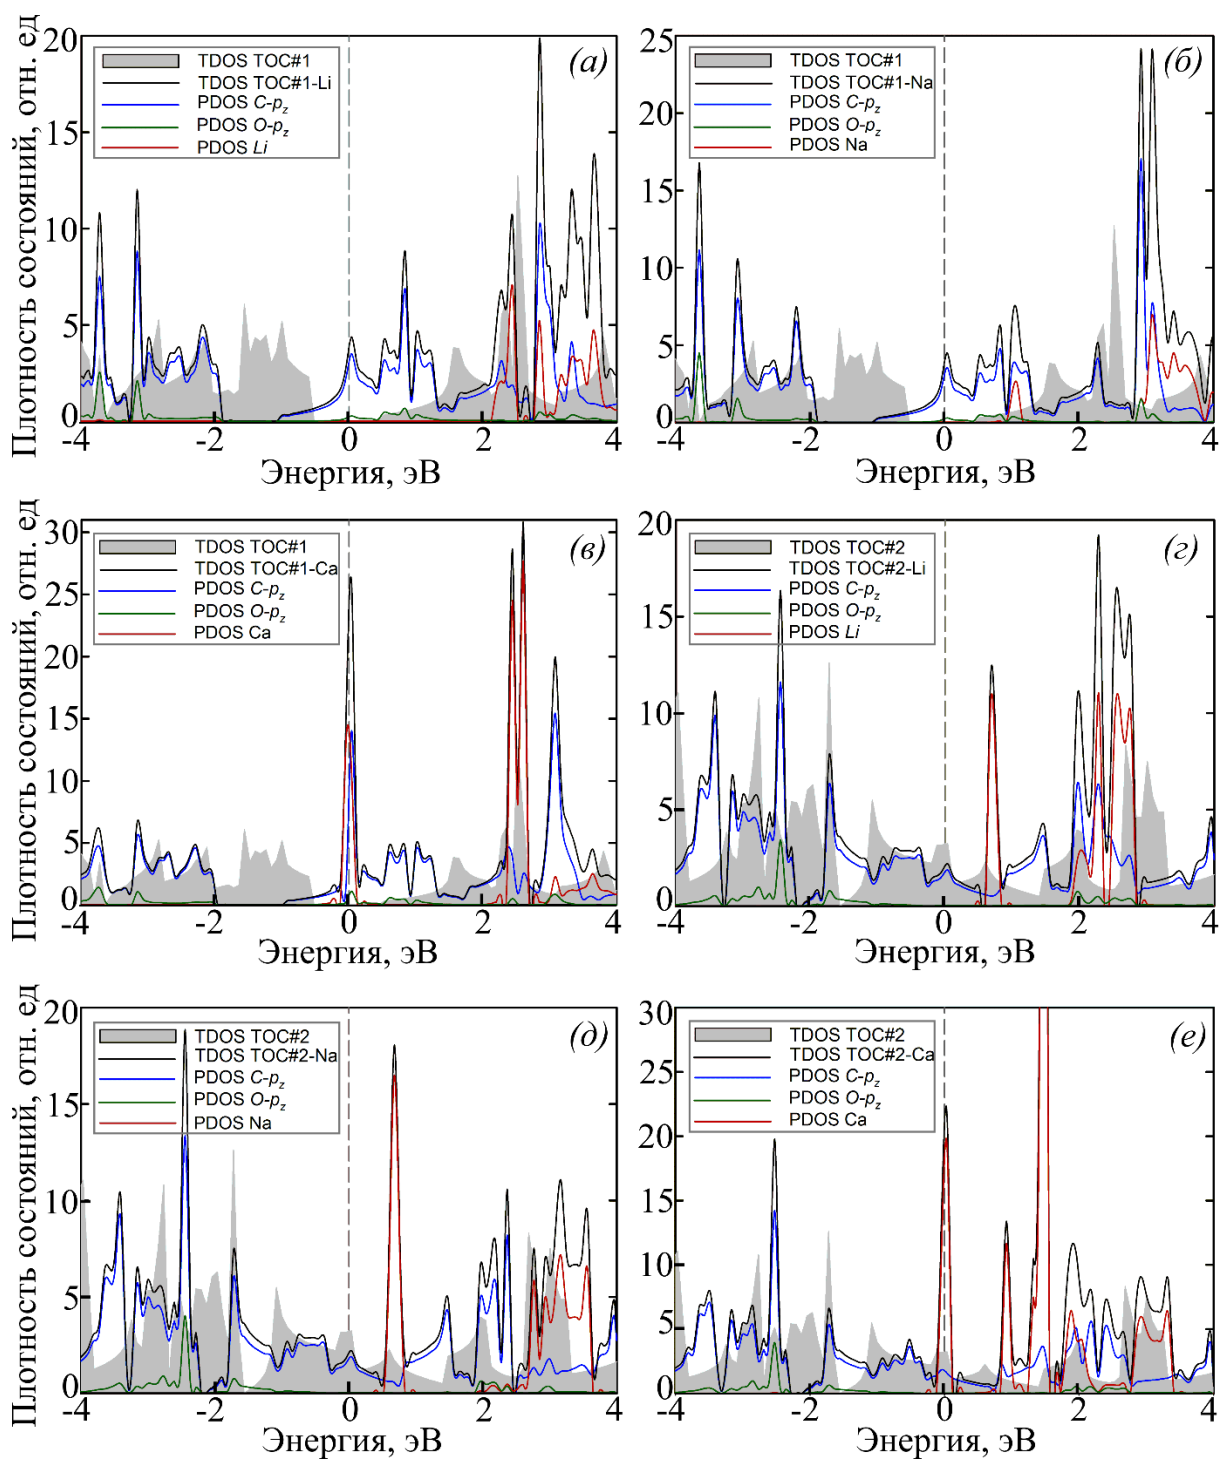 Плотность состояний, отн. ед
20
15
10
5
0
TDOS TOC#1
TDOS TOC#1-Li
PDOS C-pz
PDOS O-pz
PDOS Li
(а)
-4
-2
0
2
4
Энергия, эВ
25
20
15
10
5
0
TDOS TOC#1
TDOS TOC#1-Na
PDOS C-pz
PDOS O-pz
PDOS Na
(б)
-4
-2
0
2
4
Энергия, эВ
Плотность состояний, отн. ед
30
25
20
15
10
5
0
TDOS TOC#1
TDOS TOC#1-Ca
PDOS C-pz
PDOS O-pz
PDOS Ca
(в)
-4
-2
0
2
4
Энергия, эВ
20
15
10
5
0
TDOS TOC#2
TDOS TOC#2-Li
PDOS C-pz
PDOS O-pz
PDOS Li
(г)
-4
-2
0
2
4
Энергия, эВ
Плотность состояний, отн. ед
20
15
10
5
0
TDOS TOC#2
TDOS TOC#2-Na
PDOS C-pz
PDOS O-pz
PDOS Na
(д)
-4
-2
0
2
4
Энергия, эВ
30
25
20
15
10
5
0
TDOS TOC#2
TDOS TOC#2-Ca
PDOS C-pz
PDOS O-pz
PDOS Ca
(е)
-4
-2
0
2
4
Энергия, эВ